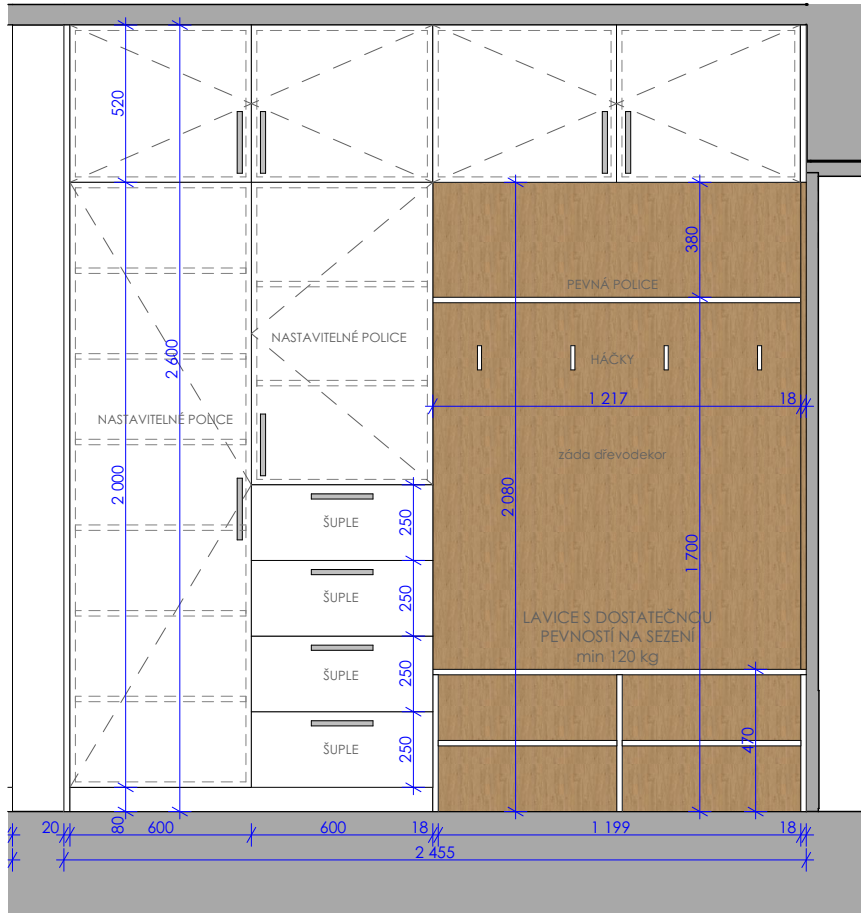 520
2 600
2 000
380
PEVNÁ POLICE
NASTAVITELNÉ POLICE
HÁČKY
1 217
18
NASTAVITELNÉ POLICE
záda dřevodekor
2 080
1 700
250
ŠUPLE
250
ŠUPLE
LAVICE S DOSTATEČNOU
PEVNOSTÍ NA SEZENÍ
min 120 kg
250
ŠUPLE
250
ŠUPLE
470
20
80
600
600
18
1 199
18
2 455